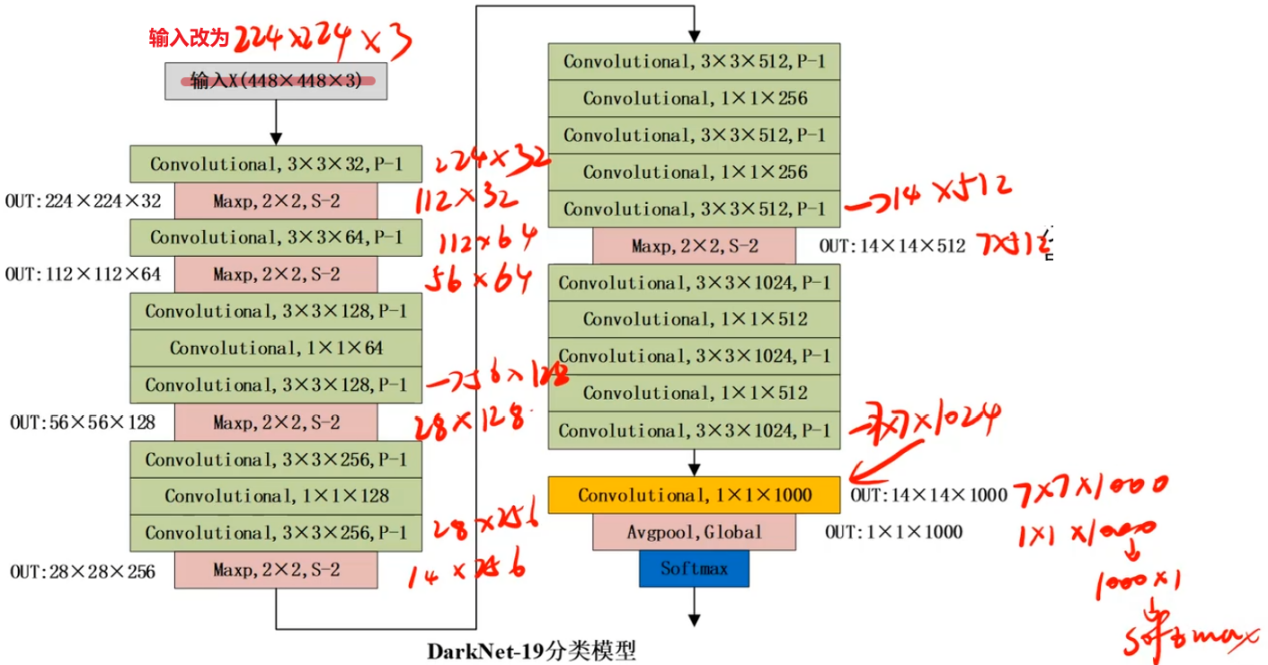 输入改为 224×224×3
输入X(448×448×3)
Convolutional,3×3×32,P-1
224×32
OUT:224×224×32
Maxp,2×2,S-2
112×32
Convolutional,3×3×64,P-1
112×64
OUT:112×112×64
Maxp,2×2,S-2
56×64
Convolutional,3×3×128,P-1
Convolutional,1×1×64
Convolutional,3×3×128,P-1
→56×128
OUT:56×56×128
Maxp,2×2,S-2
28×128
Convolutional,3×3×256,P-1
Convolutional,1×1×128
Convolutional,3×3×256,P-1
28×256
OUT:28×28×256
Maxp,2×2,S-2
14×256
Convolutional,3×3×512,P-1
Convolutional,1×1×256
Convolutional,3×3×512,P-1
Convolutional,1×1×256
Convolutional,3×3×512,P-1
→14×512
Maxp,2×2,S-2
OUT:14×14×512
7×512
Convolutional,3×3×1024,P-1
Convolutional,1×1×512
Convolutional,3×3×1024,P-1
Convolutional,1×1×512
Convolutional,3×3×1024,P-1
→7×7×1024
Convolutional,1×1×1000
OUT:14×14×1000
7×7×1000
Avgpool,Global
OUT:1×1×1000
1×1×1000
1000×1
Softmax
softmax
DarkNet-19分类模型